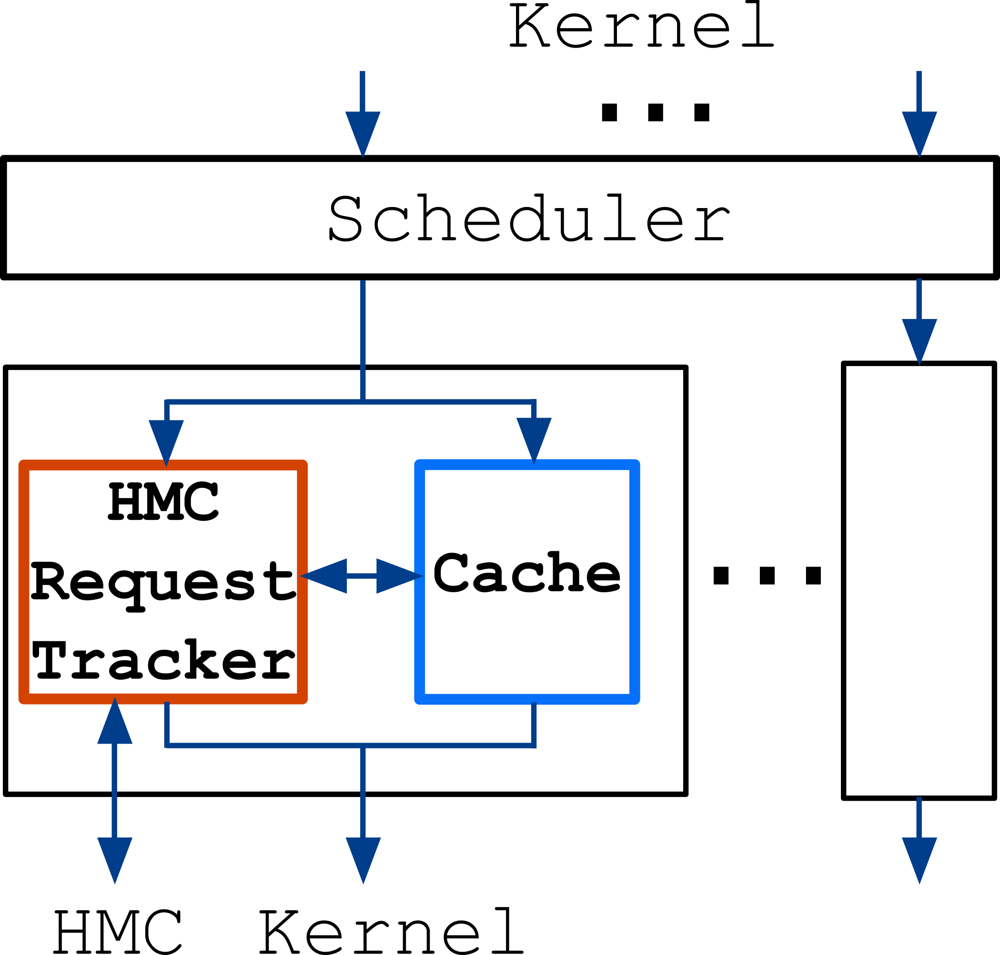 Kernel
...
Scheduler
HMC
Request
Tracker
Cache
...
HMC Kernel